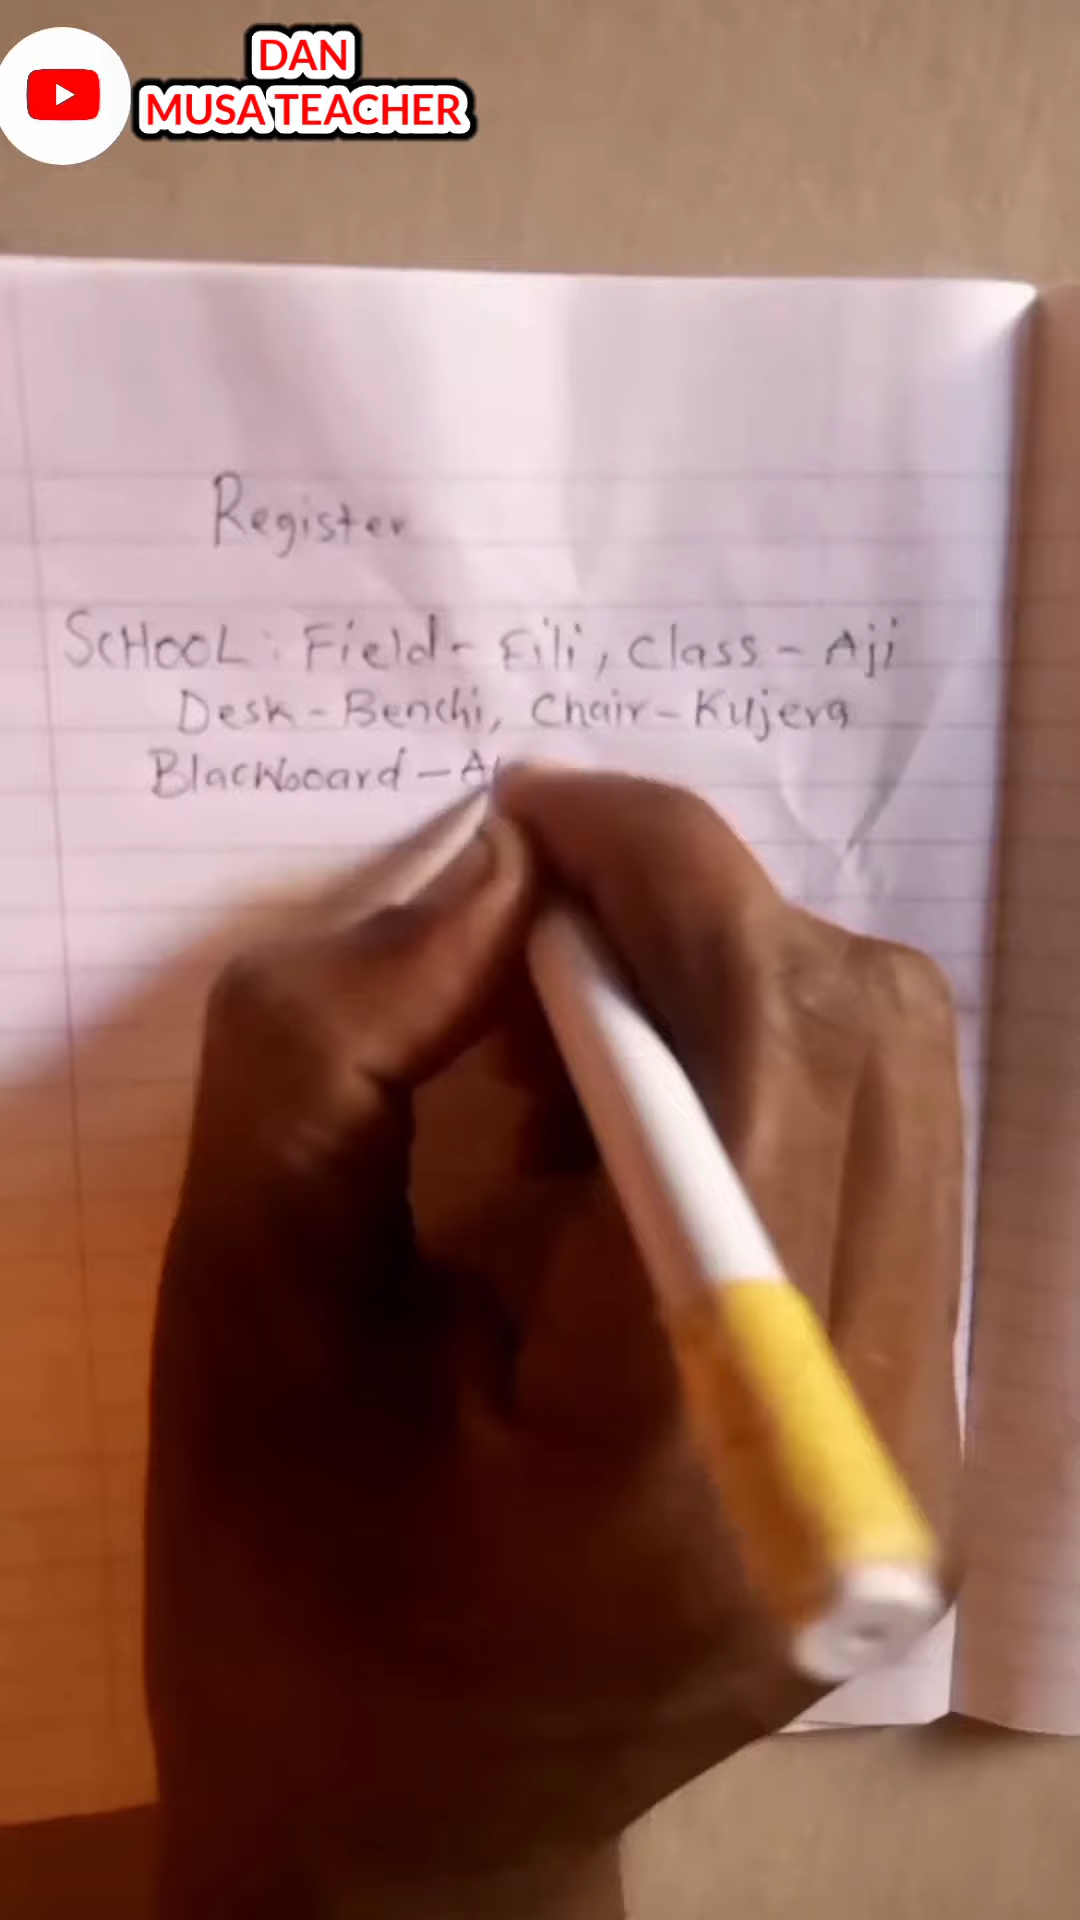 DAN
MUSA TEACHER
Register
SCHOOL: Field - Fili, Class - Aji
Desk - Benchi, Chair - Kujera
Blackboard -